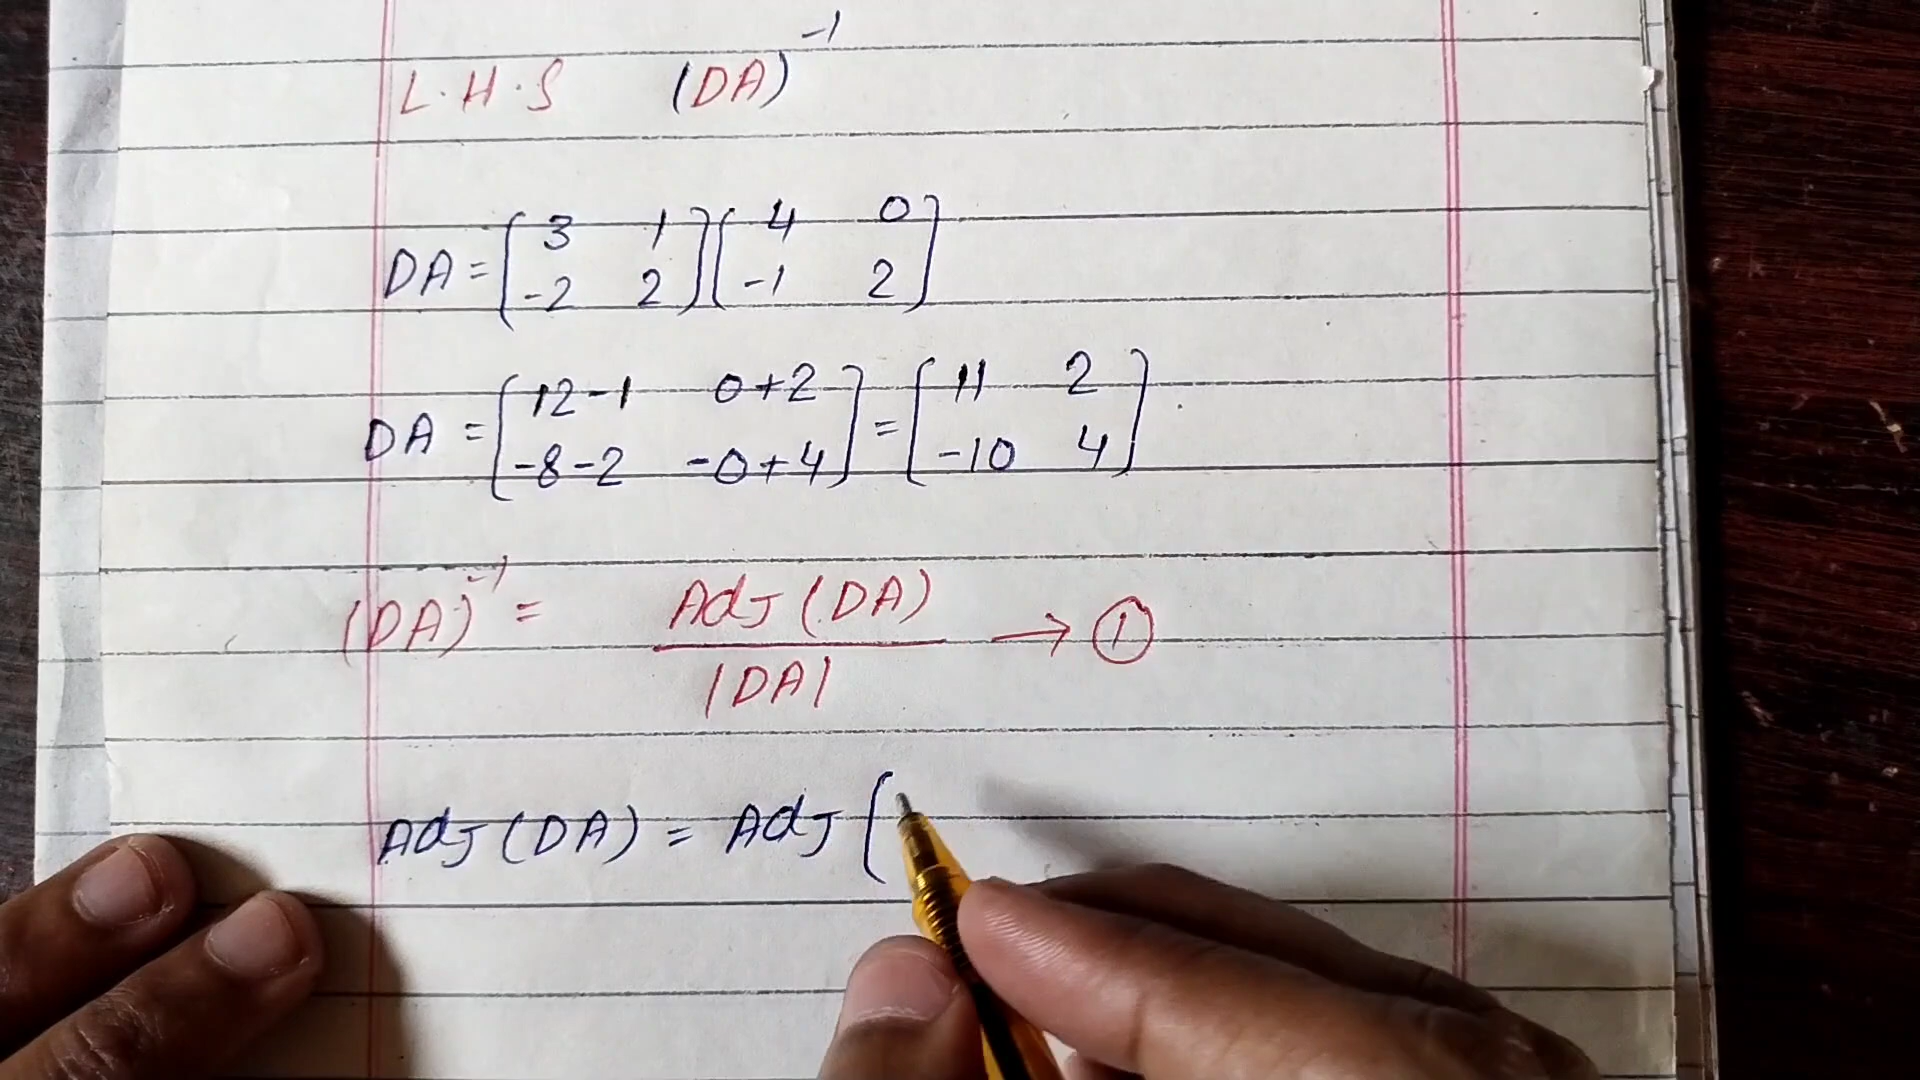 L.H.S (DA)⁻¹
DA = [3 1
-2 2] [4 0
-1 2]
DA = [12-1 0+2
-8-2 -0+4] = [11 2
-10 4]
(DA)⁻¹ = Adj (DA) / |DA| → ①
Adj (DA) = Adj [